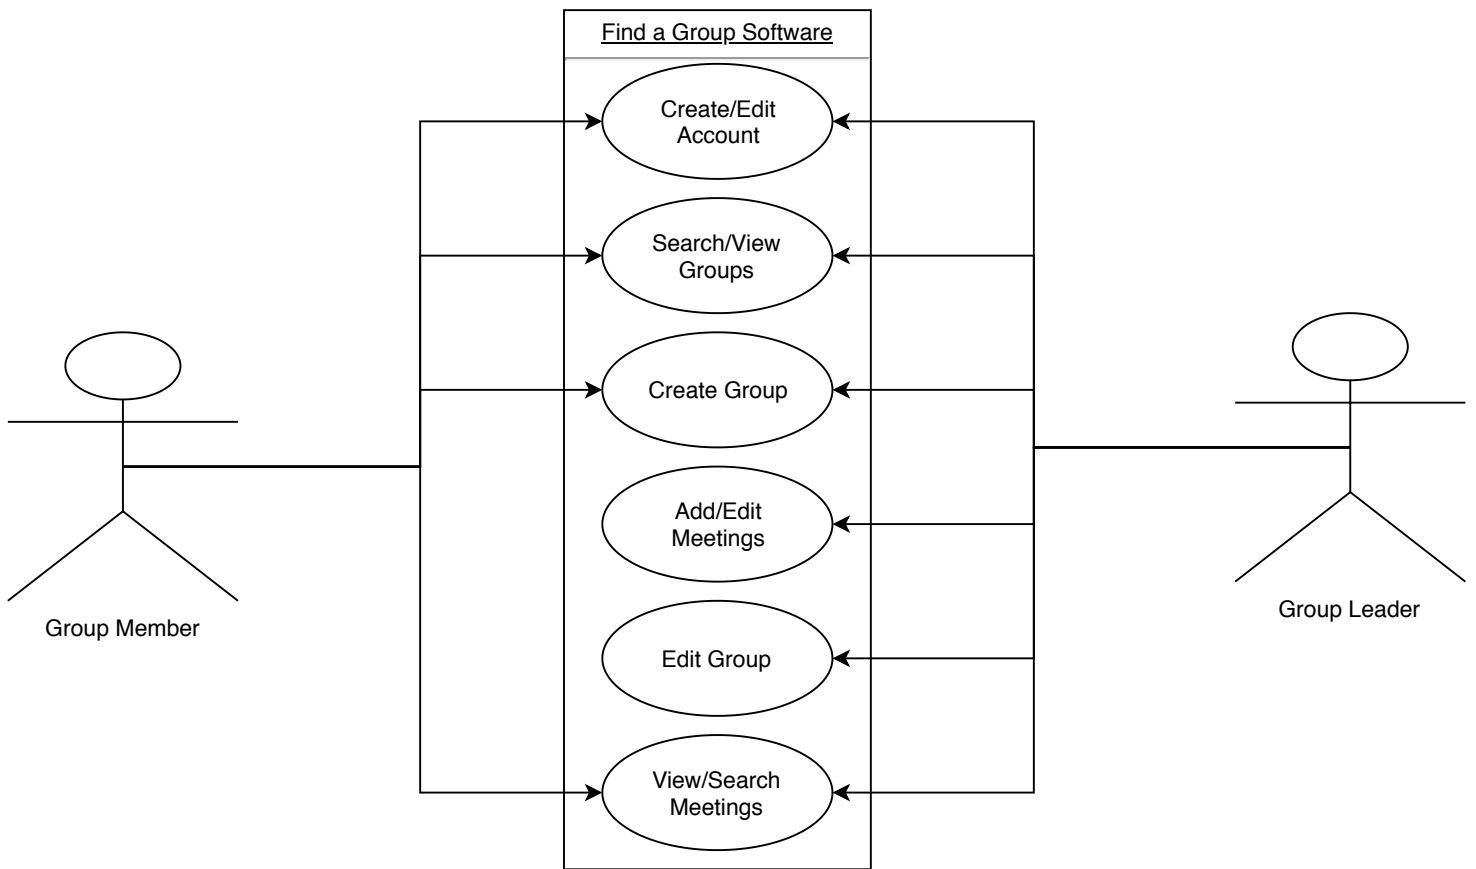 Find a Group Software
Create/Edit
Account
Search/View
Groups
Create Group
Add/Edit
Meetings
Edit Group
View/Search
Meetings
Group Member
Group Leader